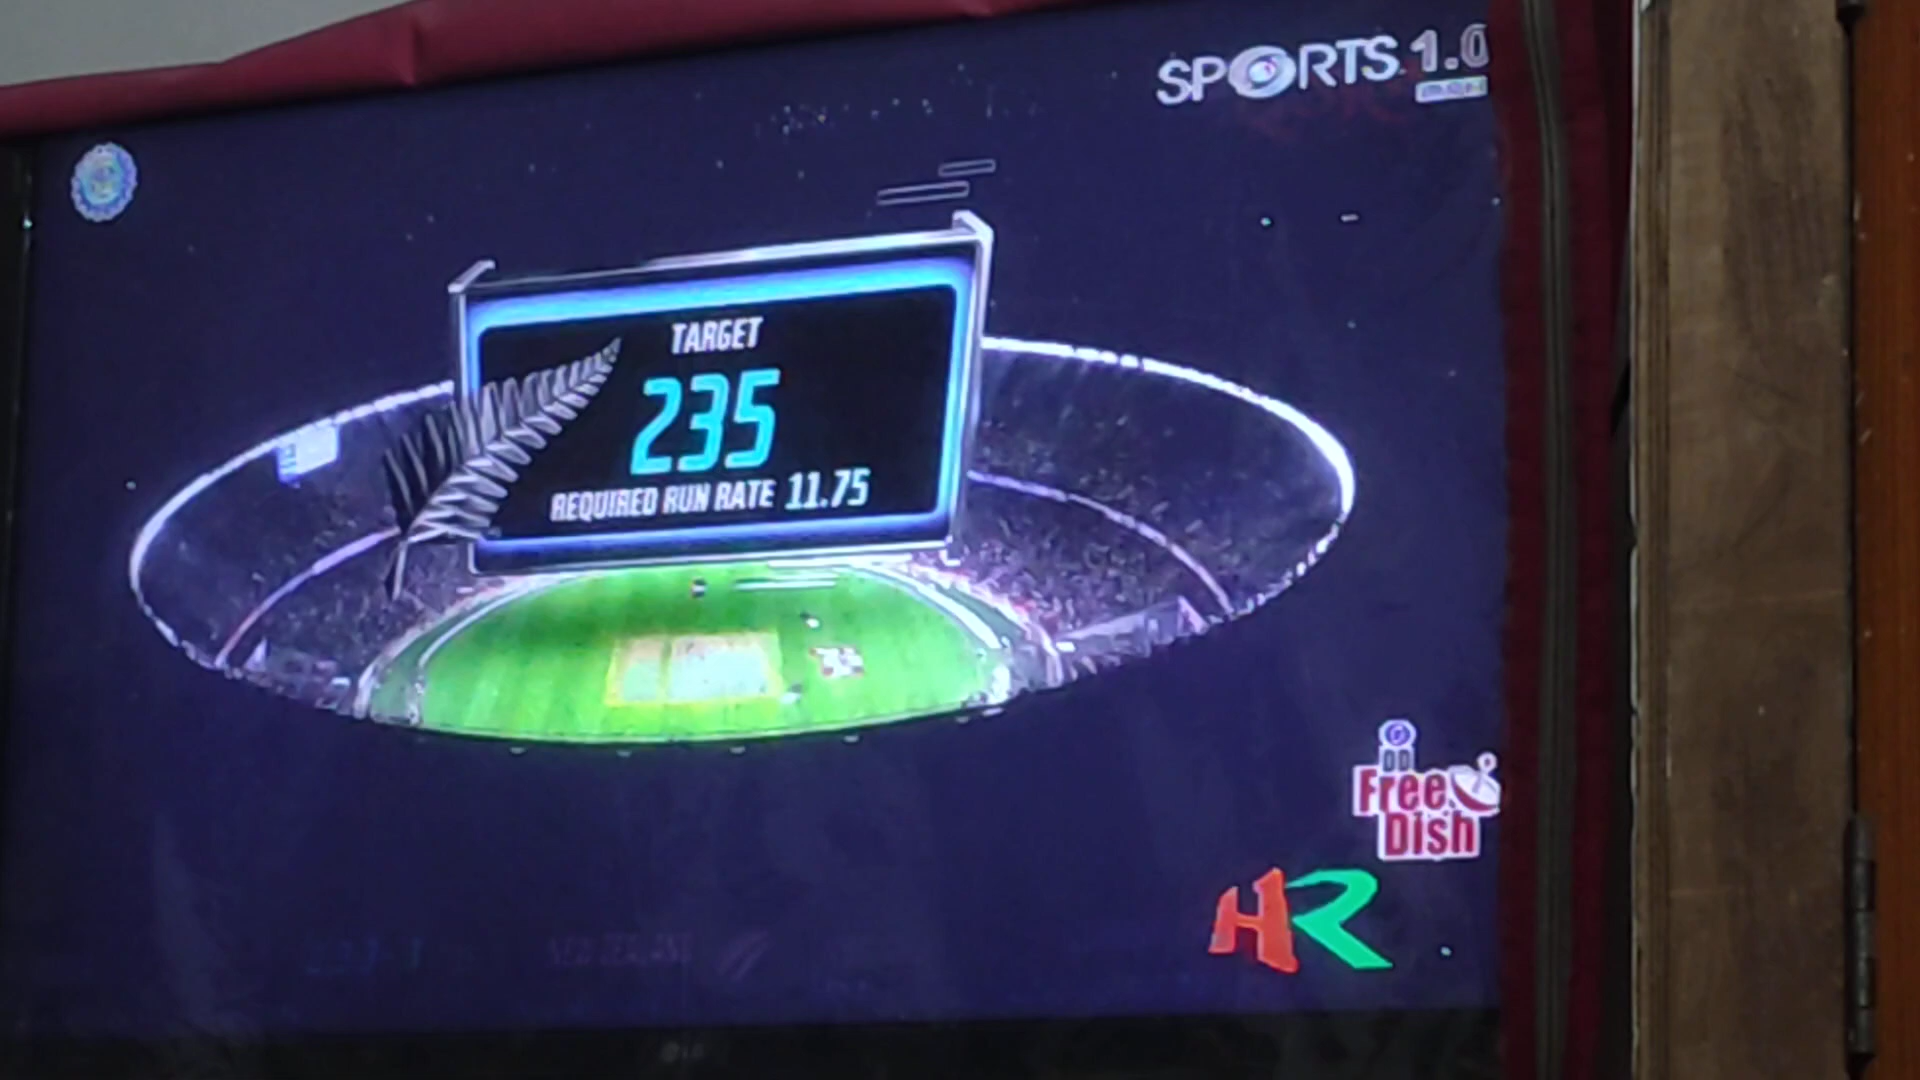 SPORTS 1.0
TARGET
235
REQUIRED RUN RATE 11.75
DD
Free
Dish
HR